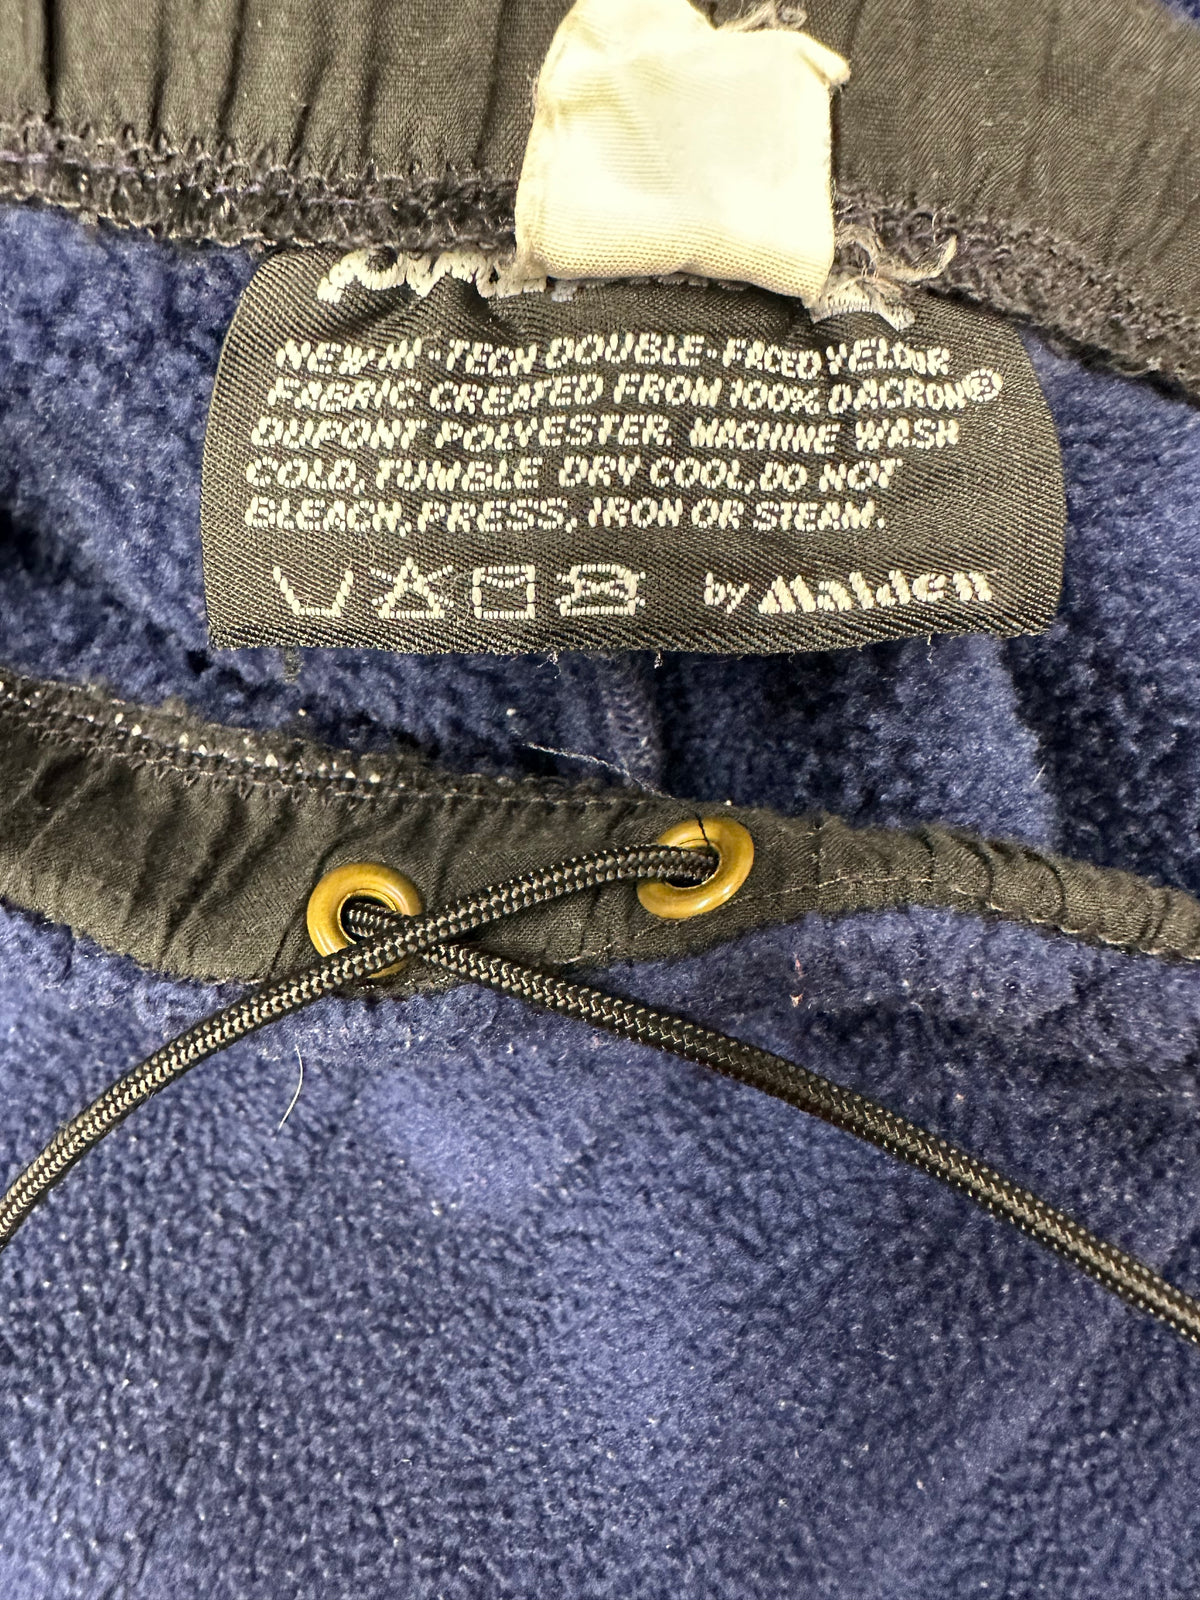 NEW HI-TECH DOUBLE-FACED VELOUR
FABRIC CREATED FROM 100% DACRON®
DUPONT POLYESTER. MACHINE WASH
COLD, TUMBLE DRY COOL, DO NOT
BLEACH, PRESS, IRON OR STEAM.
by Malden